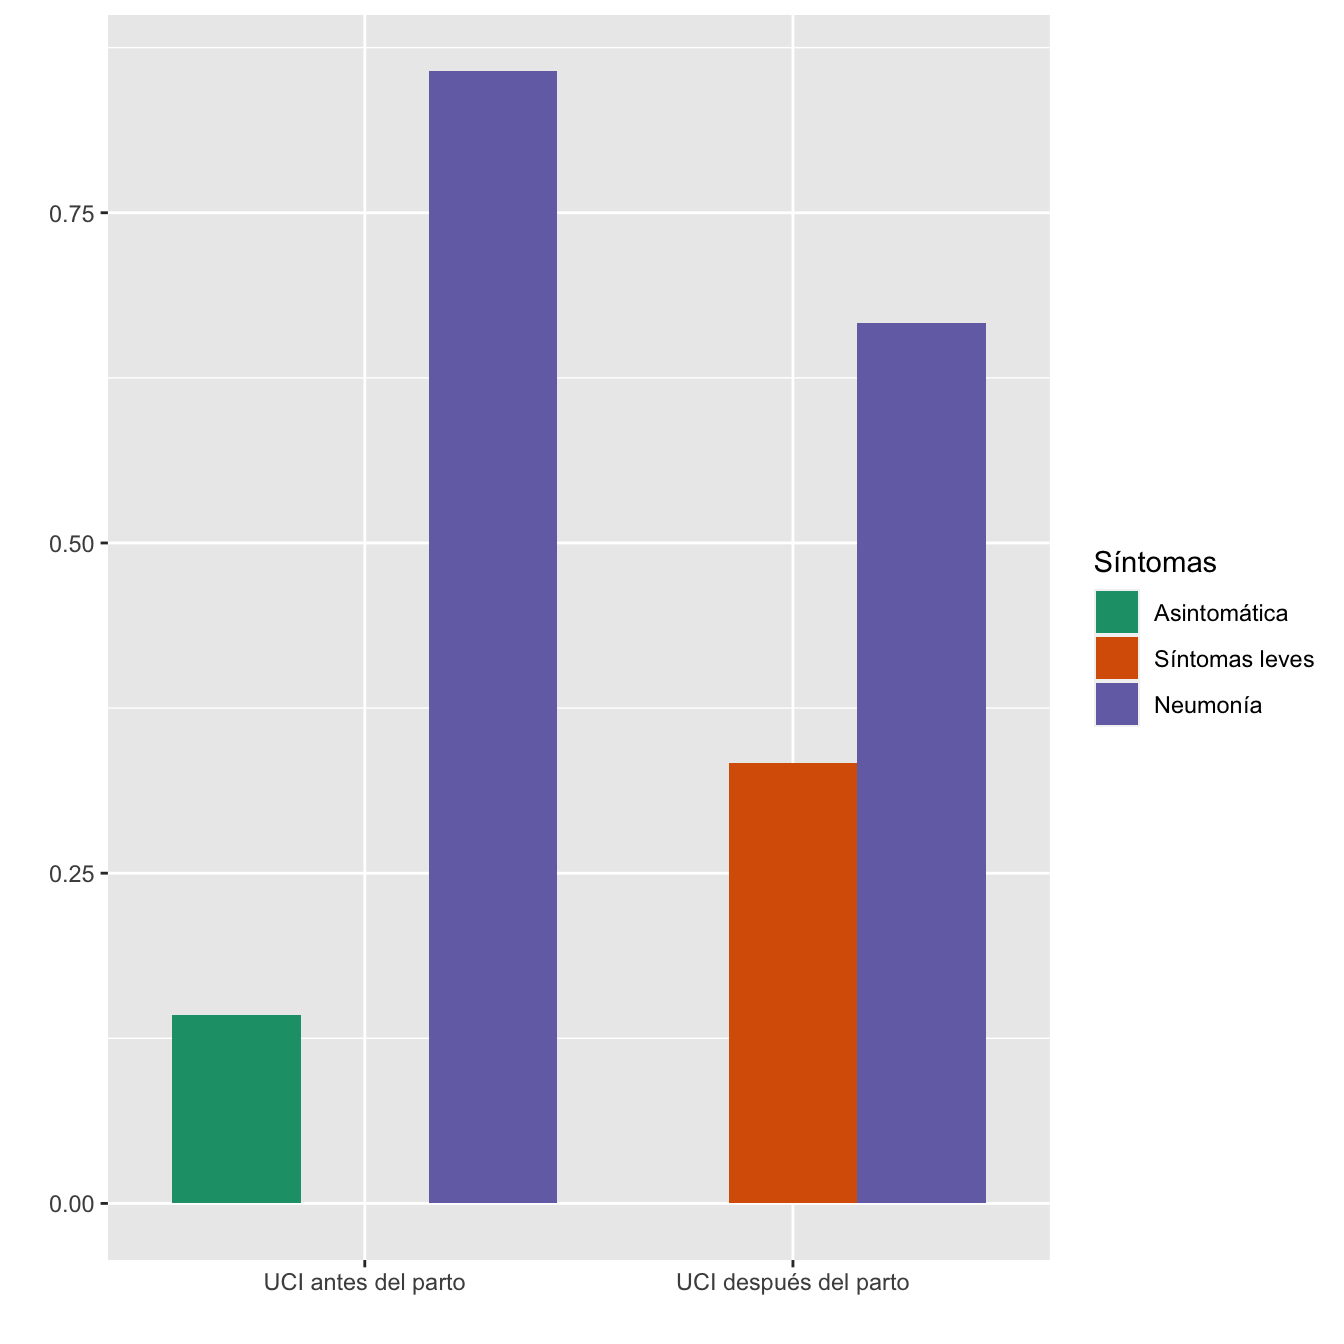 0.75
0.50
0.25
0.00
UCI antes del parto
UCI después del parto
Síntomas
Asintomática
Síntomas leves
Neumonía